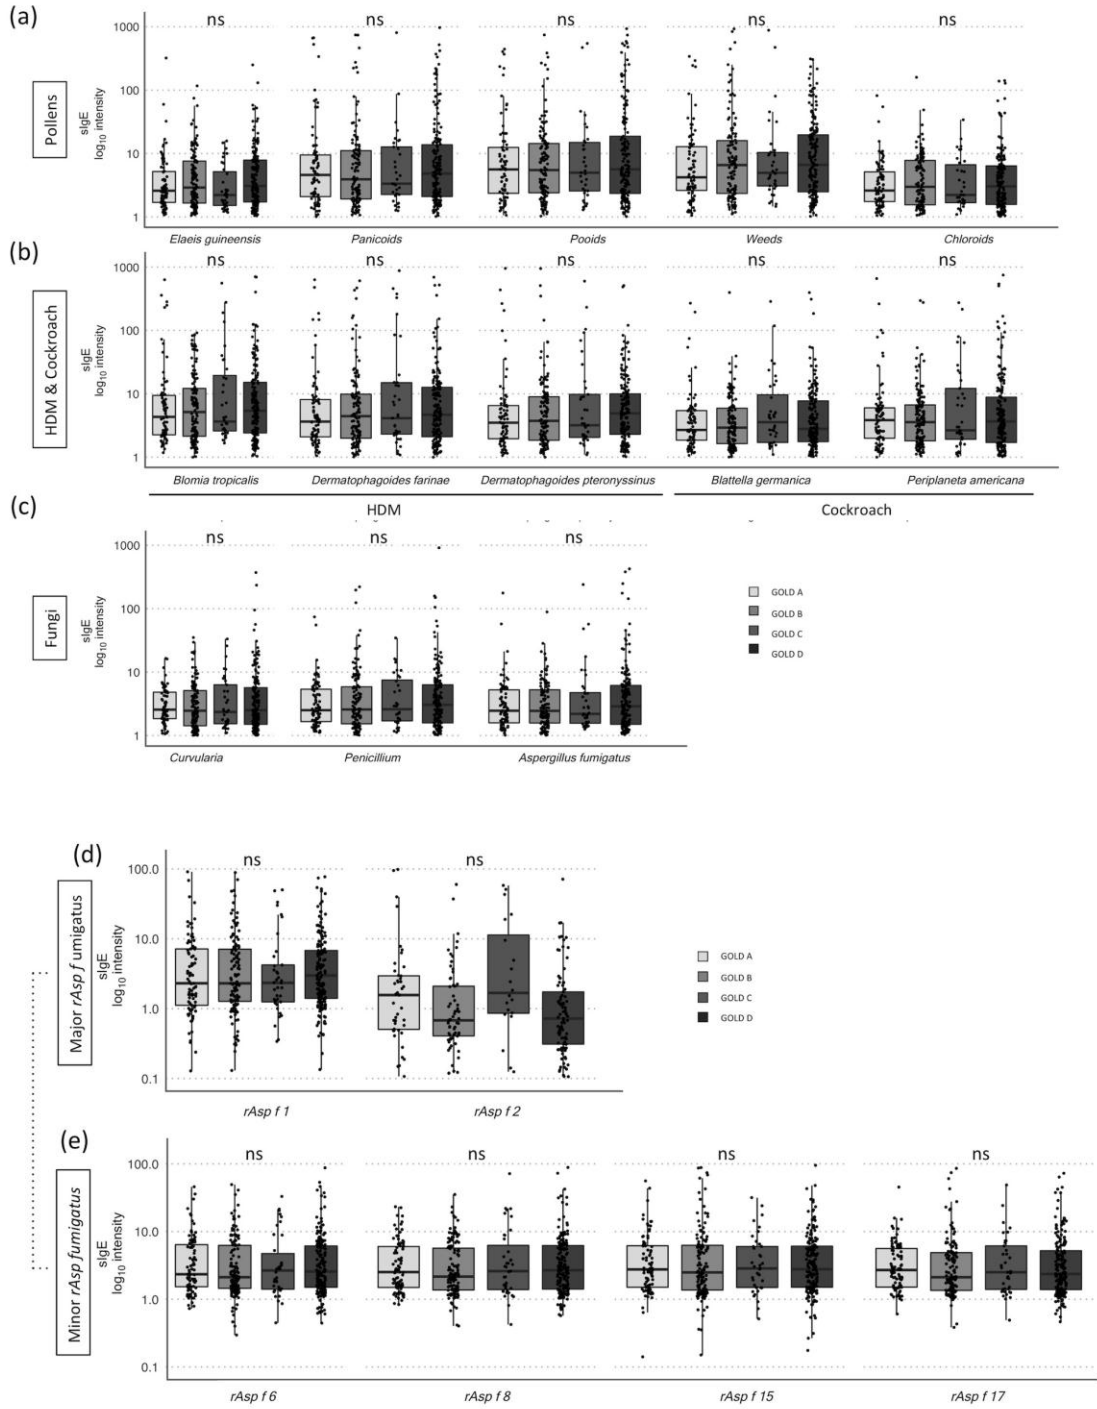 (a)
Pollens
sIgE
log10 intensity
1000
100
10
1
ns ns ns ns ns
Elaeis guineensis Panicoids Pooids Weeds Chloroids
(b)
HDM & Cockroach
sIgE
log10 intensity
1000
100
10
1
ns ns ns ns ns
Blomia tropicalis Dermatophagoides farinae Dermatophagoides pteronyssinus Blattella germanica Periplaneta americana
HDM Cockroach
(c)
Fungi
sIgE
log10 intensity
1000
100
10
1
ns ns ns
Curvularia Penicillium Aspergillus fumigatus
GOLD A
GOLD B
GOLD C
GOLD D
(d)
Major rAsp f umigatus
sIgE
log10 intensity
100.0
10.0
1.0
0.1
ns ns
rAsp f 1 rAsp f 2
GOLD A
GOLD B
GOLD C
GOLD D
(e)
Minor rAsp fumigatus
sIgE
log10 intensity
100.0
10.0
1.0
0.1
ns ns ns ns
rAsp f 6 rAsp f 8 rAsp f 15 rAsp f 17